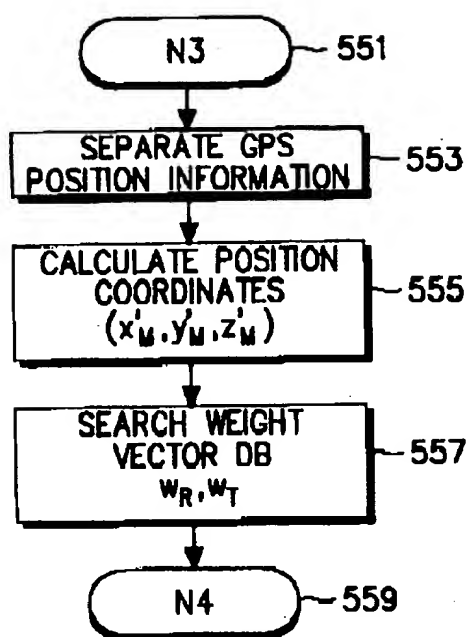 N3 551
SEPARATE GPS
POSITION INFORMATION 553
CALCULATE POSITION
COORDINATES 555
(x'M, y'M, z'M)
SEARCH WEIGHT
VECTOR DB 557
wR, wT
N4 559